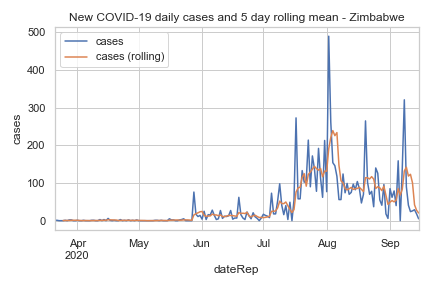 New COVID-19 daily cases and 5 day rolling mean - Zimbabwe
cases
cases (rolling)
500
400
300
200
100
0
cases
Apr
2020
May
Jun
Jul
Aug
Sep
dateRep